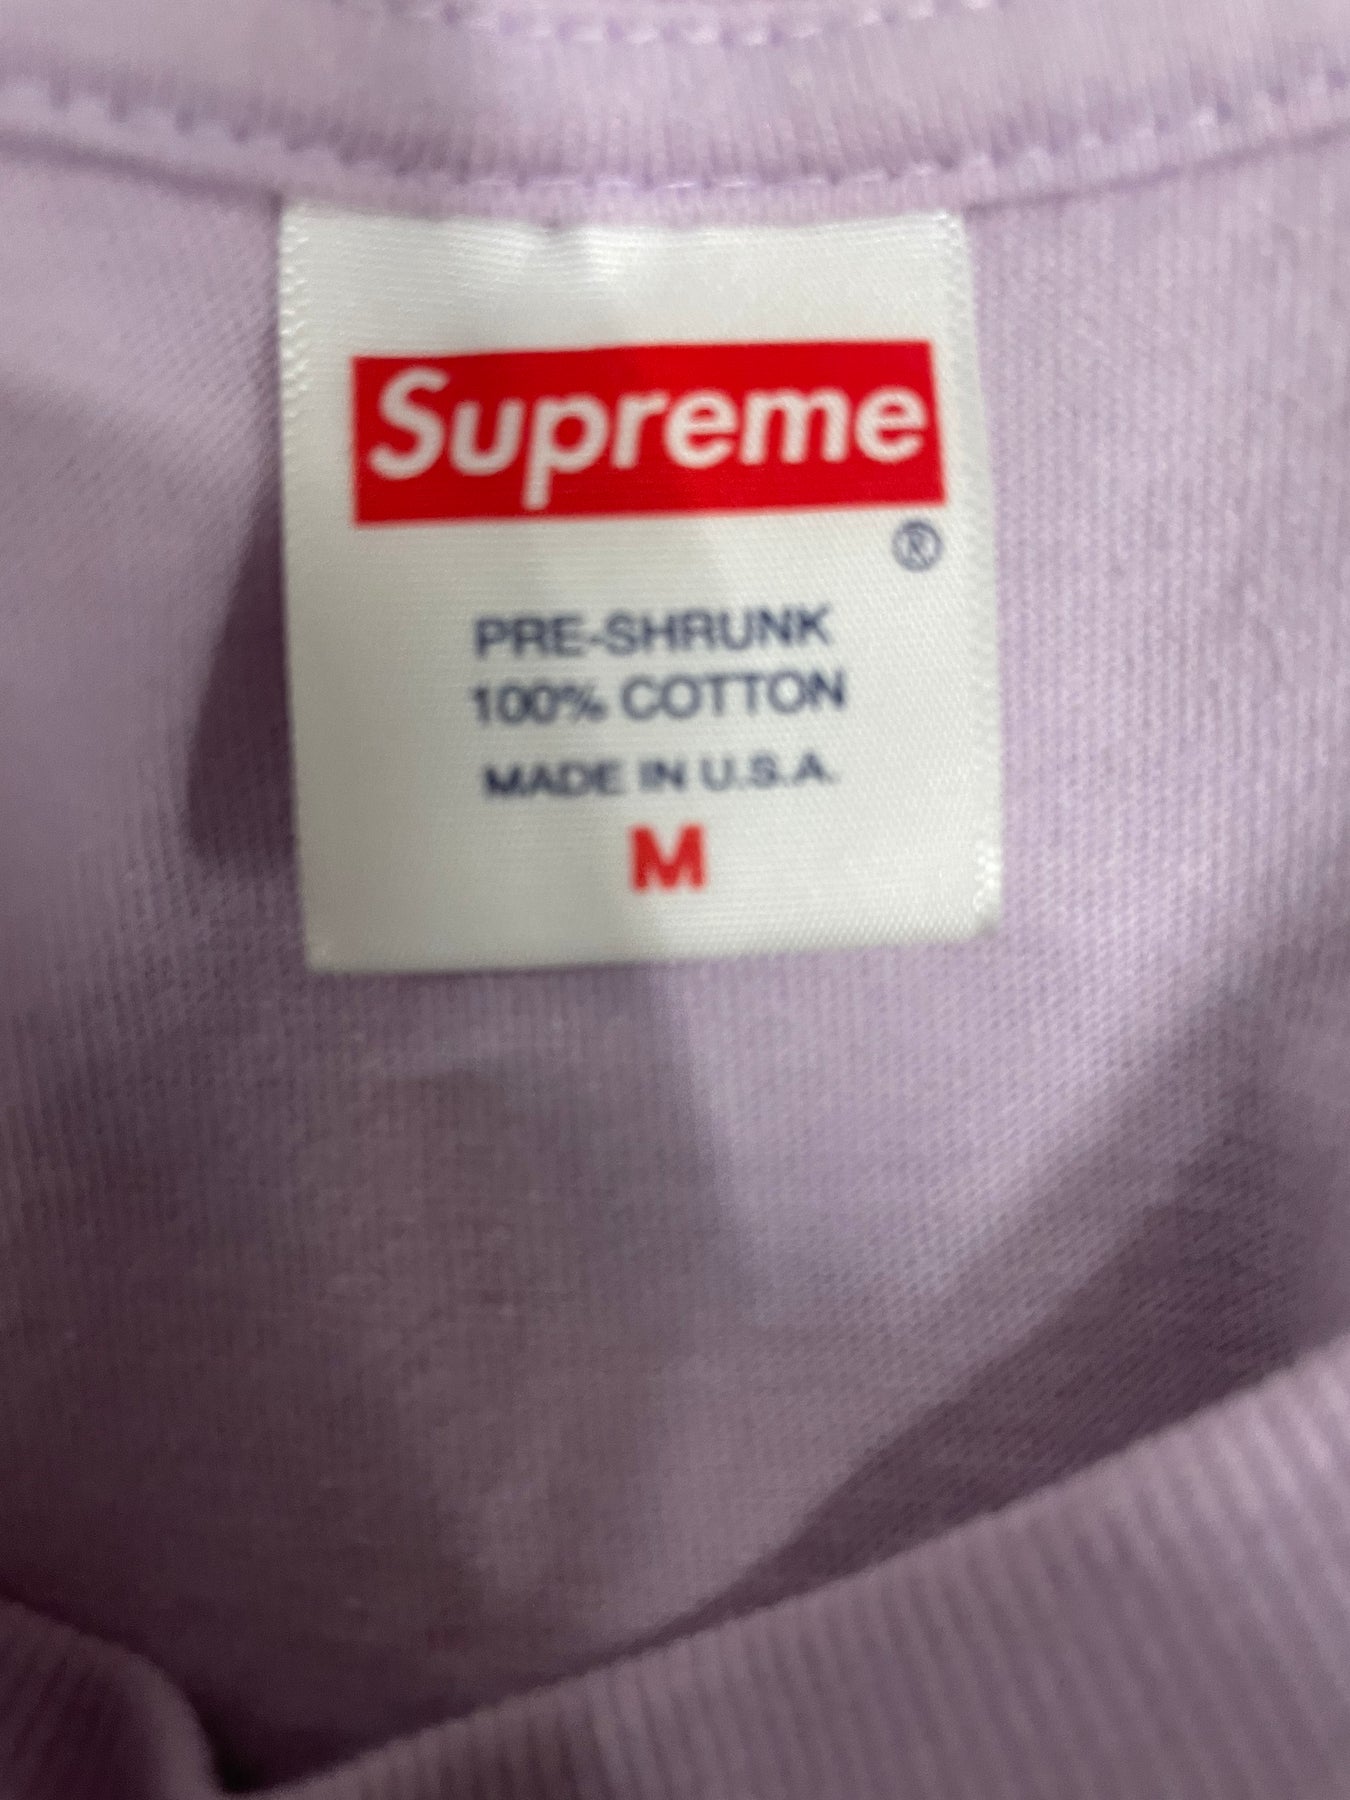 Supreme
®
PRE-SHRUNK
100% COTTON
MADE IN U.S.A.
M